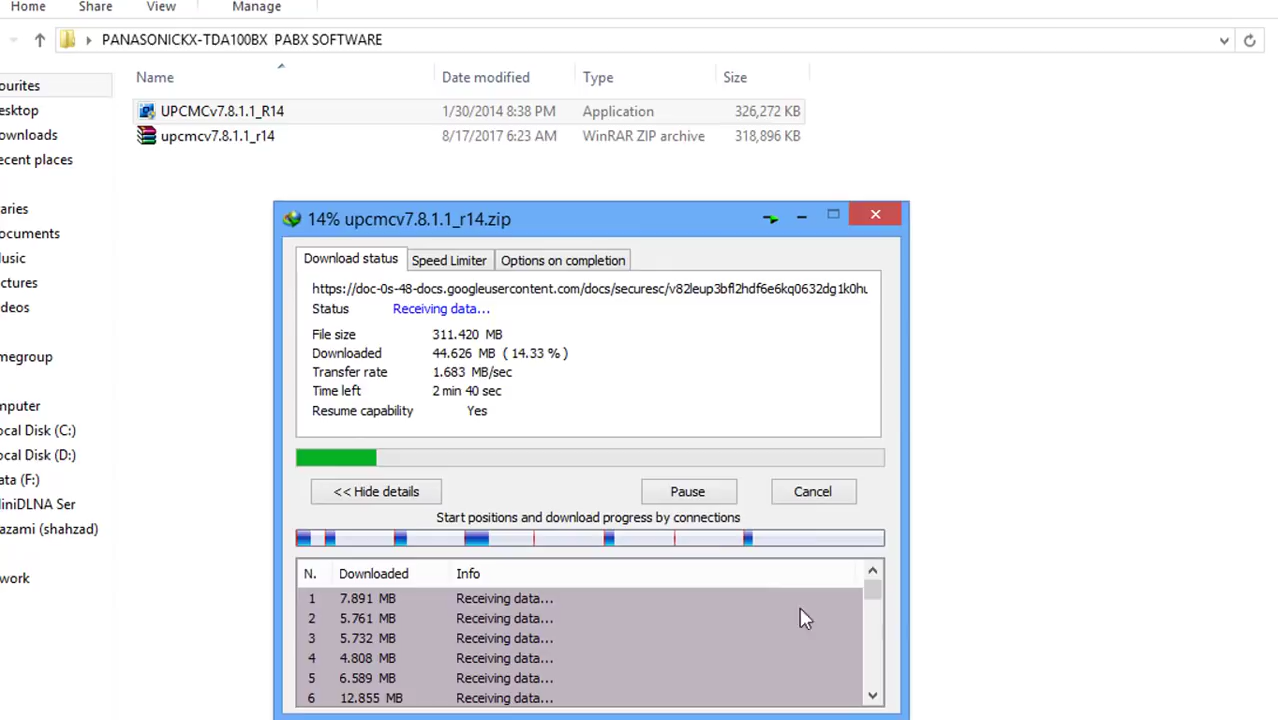 Home Share View Manage
PANASONICKX-TDA100BX PABX SOFTWARE
Name Date modified Type Size
ourites
UPCMCv7.8.1.1_R14 1/30/2014 8:38 PM Application 326,272 KB
esktop
upcmcv7.8.1.1_r14 8/17/2017 6:23 AM WinRAR ZIP archive 318,896 KB
ownloads
ecent places
aries
ocuments
usic
ctures
deos
megroup
mputer
ocal Disk (C:)
ocal Disk (D:)
ata (F:)
iniDLNA Ser
azami (shahzad)
work
14% upcmcv7.8.1.1_r14.zip
Download status Speed Limiter Options on completion
https://doc-0s-48-docs.googleusercontent.com/docs/securesc/v82leup3bfl2hdf6e6kq0632dg1k0hu
Status Receiving data...
File size 311.420 MB
Downloaded 44.626 MB ( 14.33 % )
Transfer rate 1.683 MB/sec
Time left 2 min 40 sec
Resume capability Yes
<< Hide details Pause Cancel
Start positions and download progress by connections
N. Downloaded Info
1 7.891 MB Receiving data...
2 5.761 MB Receiving data...
3 5.732 MB Receiving data...
4 4.808 MB Receiving data...
5 6.589 MB Receiving data...
6 12.855 MB Receiving data...